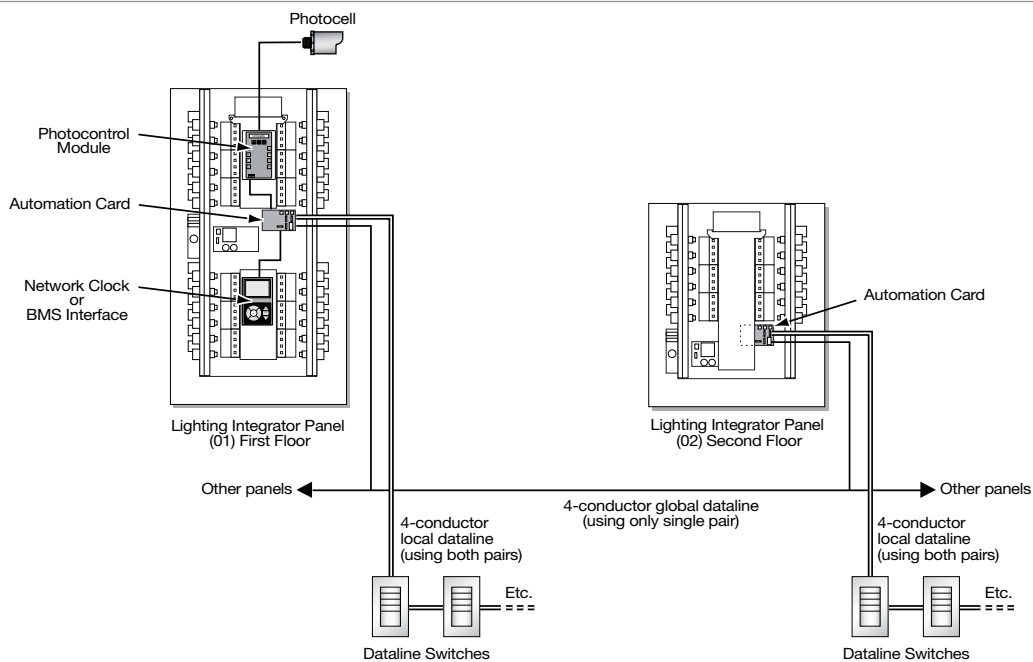 Photocell
Photocontrol
Module
Automation Card
Network Clock
or
BMS Interface
Automation Card
Lighting Integrator Panel
(01) First Floor
Lighting Integrator Panel
(02) Second Floor
Other panels
Other panels
4-conductor global dataline
(using only single pair)
4-conductor
local dataline
(using both pairs)
4-conductor
local dataline
(using both pairs)
Etc.
Etc.
Dataline Switches
Dataline Switches